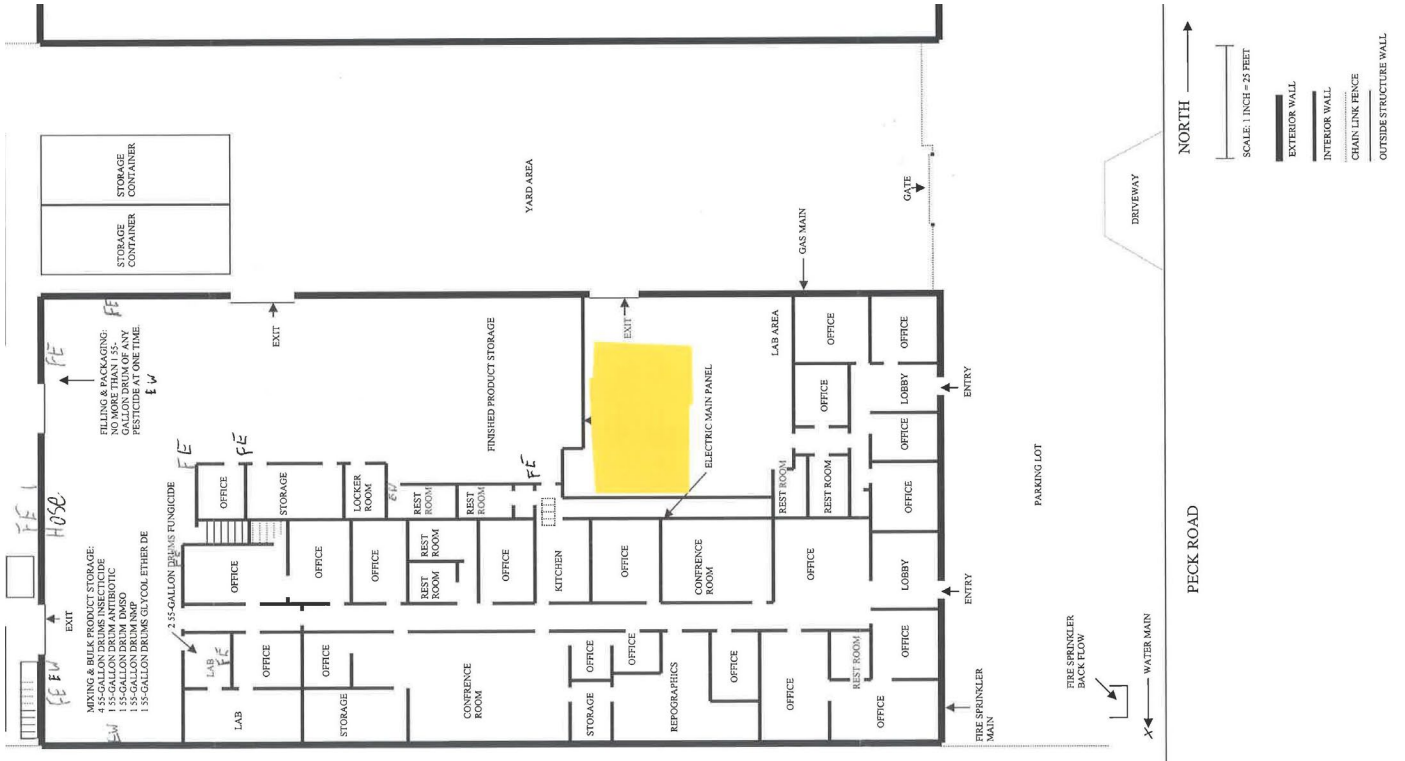 NORTH
SCALE: 1 INCH = 25 FEET
EXTERIOR WALL
INTERIOR WALL
CHAIN LINK FENCE
OUTSIDE STRUCTURE WALL
STORAGE
CONTAINER
STORAGE
CONTAINER
YARD AREA
GATE
DRIVEWAY
GAS MAIN
EXIT
EXIT
FE
FE
FILLING & PACKAGING:
NO MORE THAN 1 55-
GALLON DRUM OF ANY
PESTICIDE AT ONE TIME.
EW
FINISHED PRODUCT STORAGE
LAB AREA
OFFICE
OFFICE
ELECTRIC MAIN PANEL
OFFICE
LOBBY
ENTRY
OFFICE
FE
FE
FE
OFFICE
STORAGE
LOCKER
ROOM
EW
REST
ROOM
REST
ROOM
REST ROOM
REST ROOM
OFFICE
PARKING LOT
PECK ROAD
FE 1
HOSE
2 55-GALLON DRUMS FUNGICIDE
FE
OFFICE
OFFICE
OFFICE
REST
ROOM
REST
ROOM
OFFICE
KITCHEN
OFFICE
CONFRENCE
ROOM
OFFICE
LOBBY
ENTRY
EXIT
MIXING & BULK PRODUCT STORAGE:
4 55-GALLON DRUMS INSECTICIDE
1 55-GALLON DRUM ANTIBIOTIC
1 55-GALLON DRUM DMSO
1 55-GALLON DRUM NMP
1 55-GALLON DRUMS GLYCOL ETHER DE
FE EW
EW
LAB
FE
OFFICE
OFFICE
OFFICE
OFFICE
OFFICE
REST ROOM
OFFICE
LAB
STORAGE
CONFRENCE
ROOM
STORAGE
REPOGRAPHICS
OFFICE
OFFICE
FIRE SPRINKLER
MAIN
FIRE SPRINKLER
BACK FLOW
X
WATER MAIN